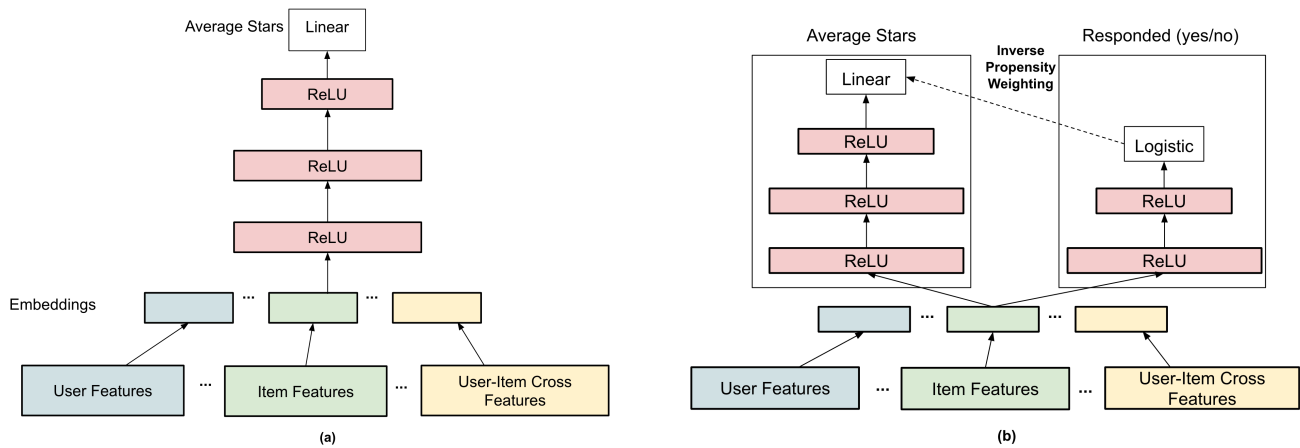 Average Stars
Linear
ReLU
ReLU
ReLU
Embeddings
...
...
User Features
...
Item Features
...
User-Item Cross
Features
(a)
Average Stars
Responded (yes/no)
Inverse
Propensity
Weighting
Linear
ReLU
Logistic
ReLU
ReLU
ReLU
ReLU
...
...
User Features
...
Item Features
...
User-Item Cross
Features
(b)